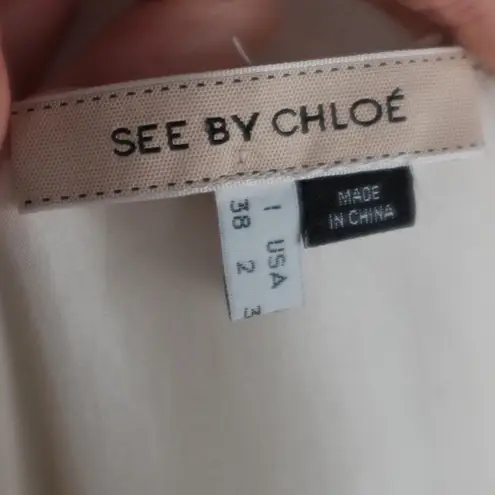 SEE BY CHLOÉ
MADE
IN CHINA
I USA
38 2